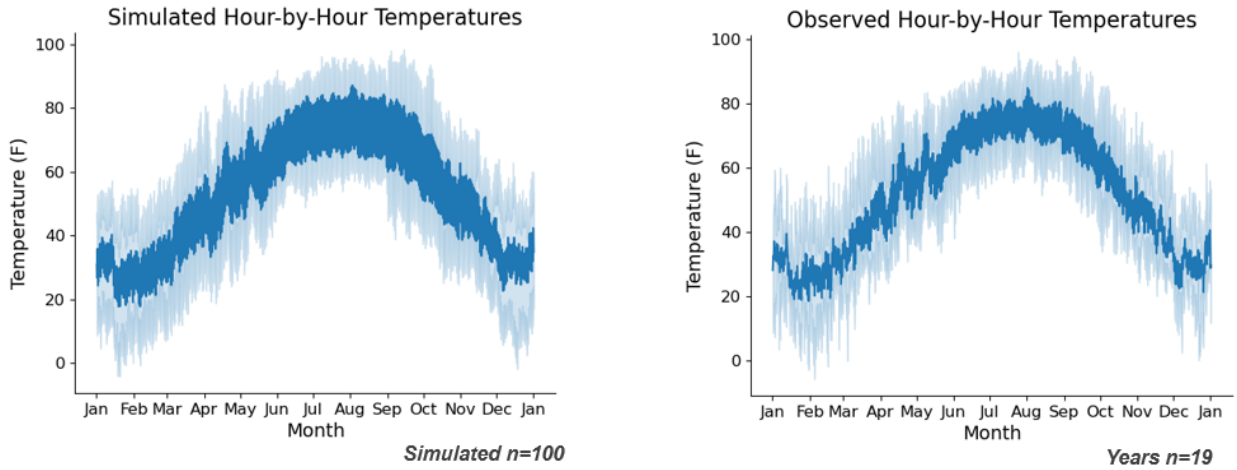 Simulated Hour-by-Hour Temperatures
100
80
60
40
20
0
Temperature (F)
Jan Feb Mar Apr May Jun Jul Aug Sep Oct Nov Dec Jan
Month
Simulated n=100
Observed Hour-by-Hour Temperatures
100
80
60
40
20
0
Temperature (F)
Jan Feb Mar Apr May Jun Jul Aug Sep Oct Nov Dec Jan
Month
Years n=19